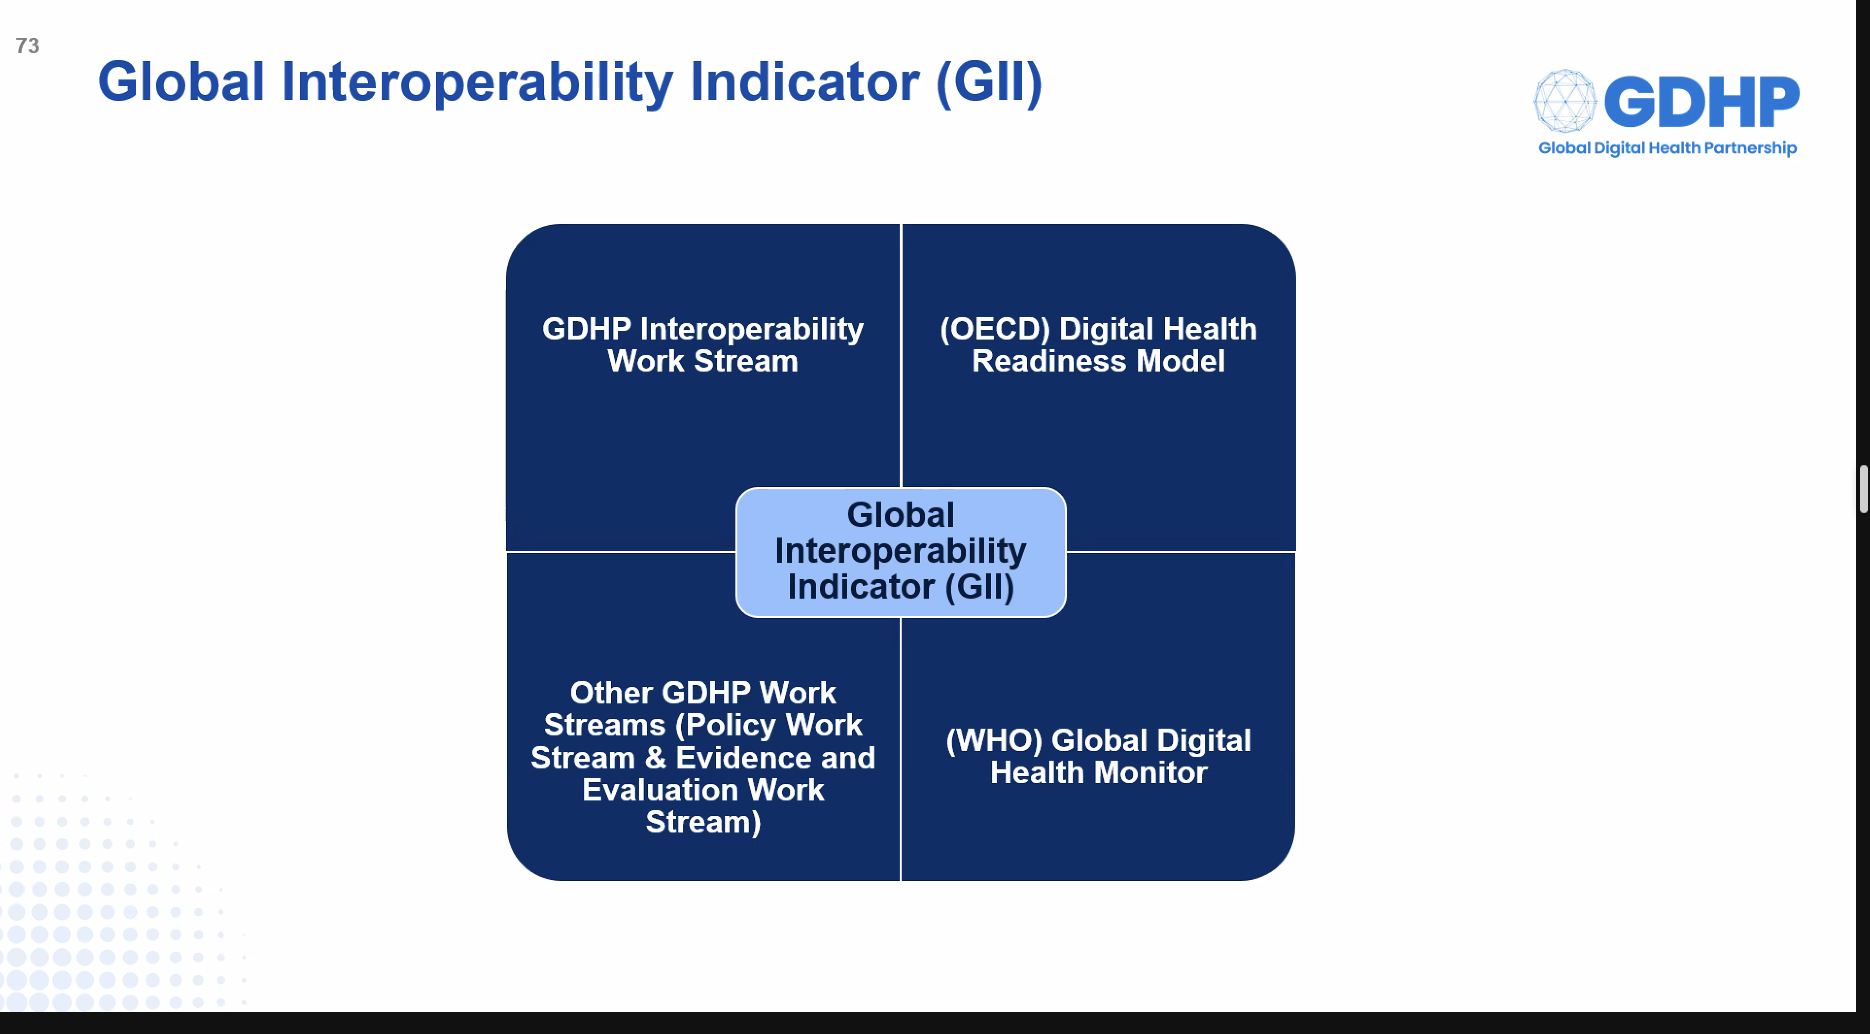 73
Global Interoperability Indicator (GII)
GDHP
Global Digital Health Partnership
GDHP Interoperability
Work Stream
(OECD) Digital Health
Readiness Model
Global
Interoperability
Indicator (GII)
Other GDHP Work
Streams (Policy Work
Stream & Evidence and
Evaluation Work
Stream)
(WHO) Global Digital
Health Monitor